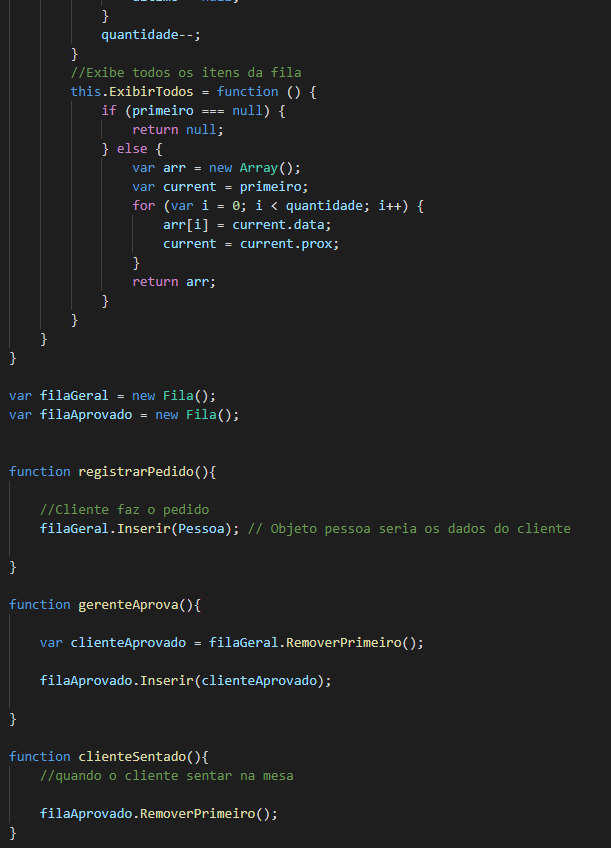 }
quantidade--;
}
//Exibe todos os itens da fila
this.ExibirTodos = function () {
if (primeiro === null) {
return null;
} else {
var arr = new Array();
var current = primeiro;
for (var i = 0; i < quantidade; i++) {
arr[i] = current.data;
current = current.prox;
}
return arr;
}
}
}
}
var filaGeral = new Fila();
var filaAprovado = new Fila();
function registrarPedido(){
//Cliente faz o pedido
filaGeral.Inserir(Pessoa); // Objeto pessoa seria os dados do cliente
}
function gerenteAprova(){
var clienteAprovado = filaGeral.RemoverPrimeiro();
filaAprovado.Inserir(clienteAprovado);
}
function clienteSentado(){
//quando o cliente sentar na mesa
filaAprovado.RemoverPrimeiro();
}